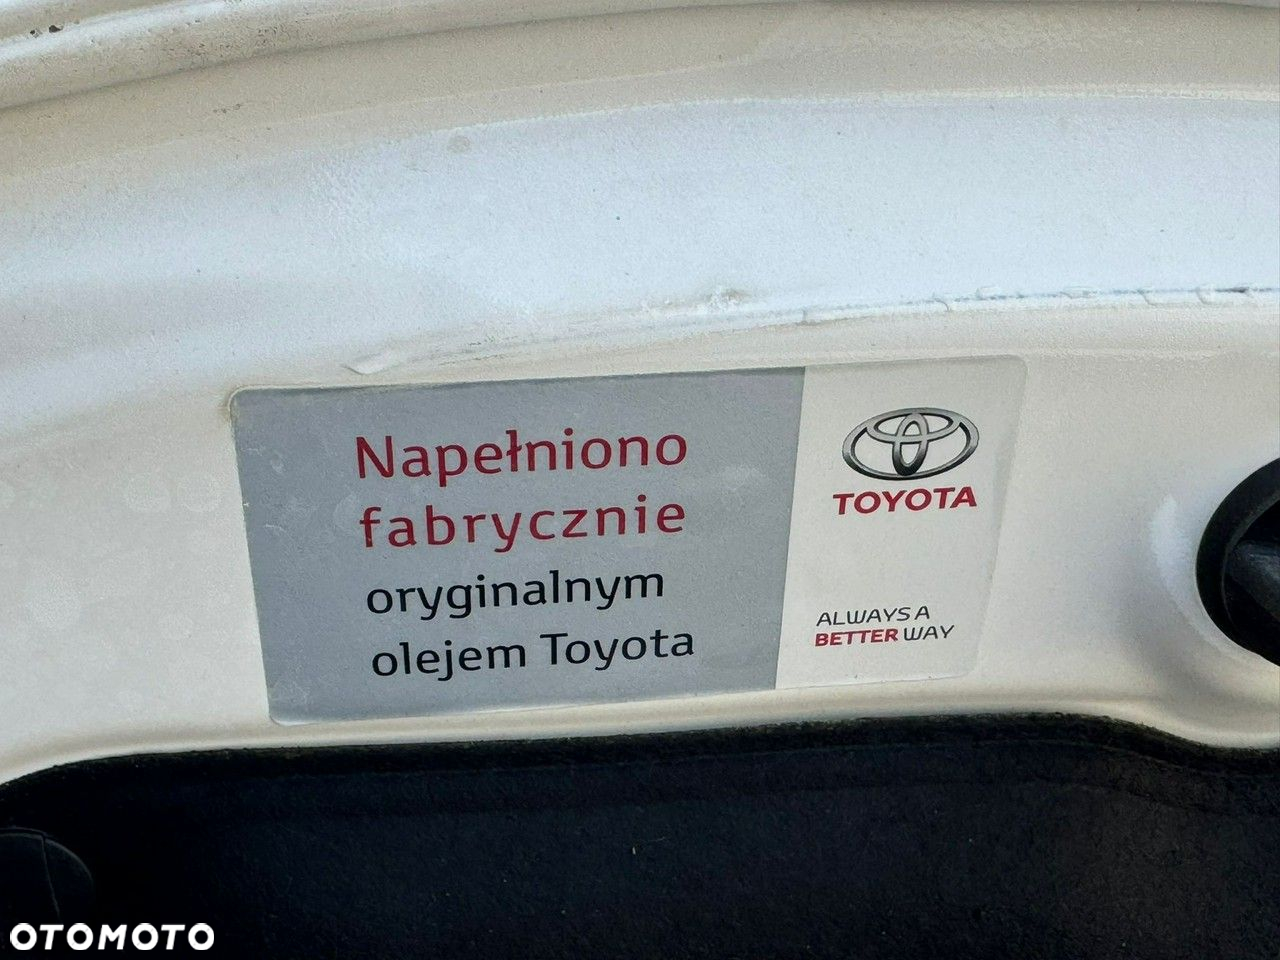 Napełniono
fabrycznie
oryginalnym
olejem Toyota
TOYOTA
ALWAYS A
BETTER WAY
OTOMOTO